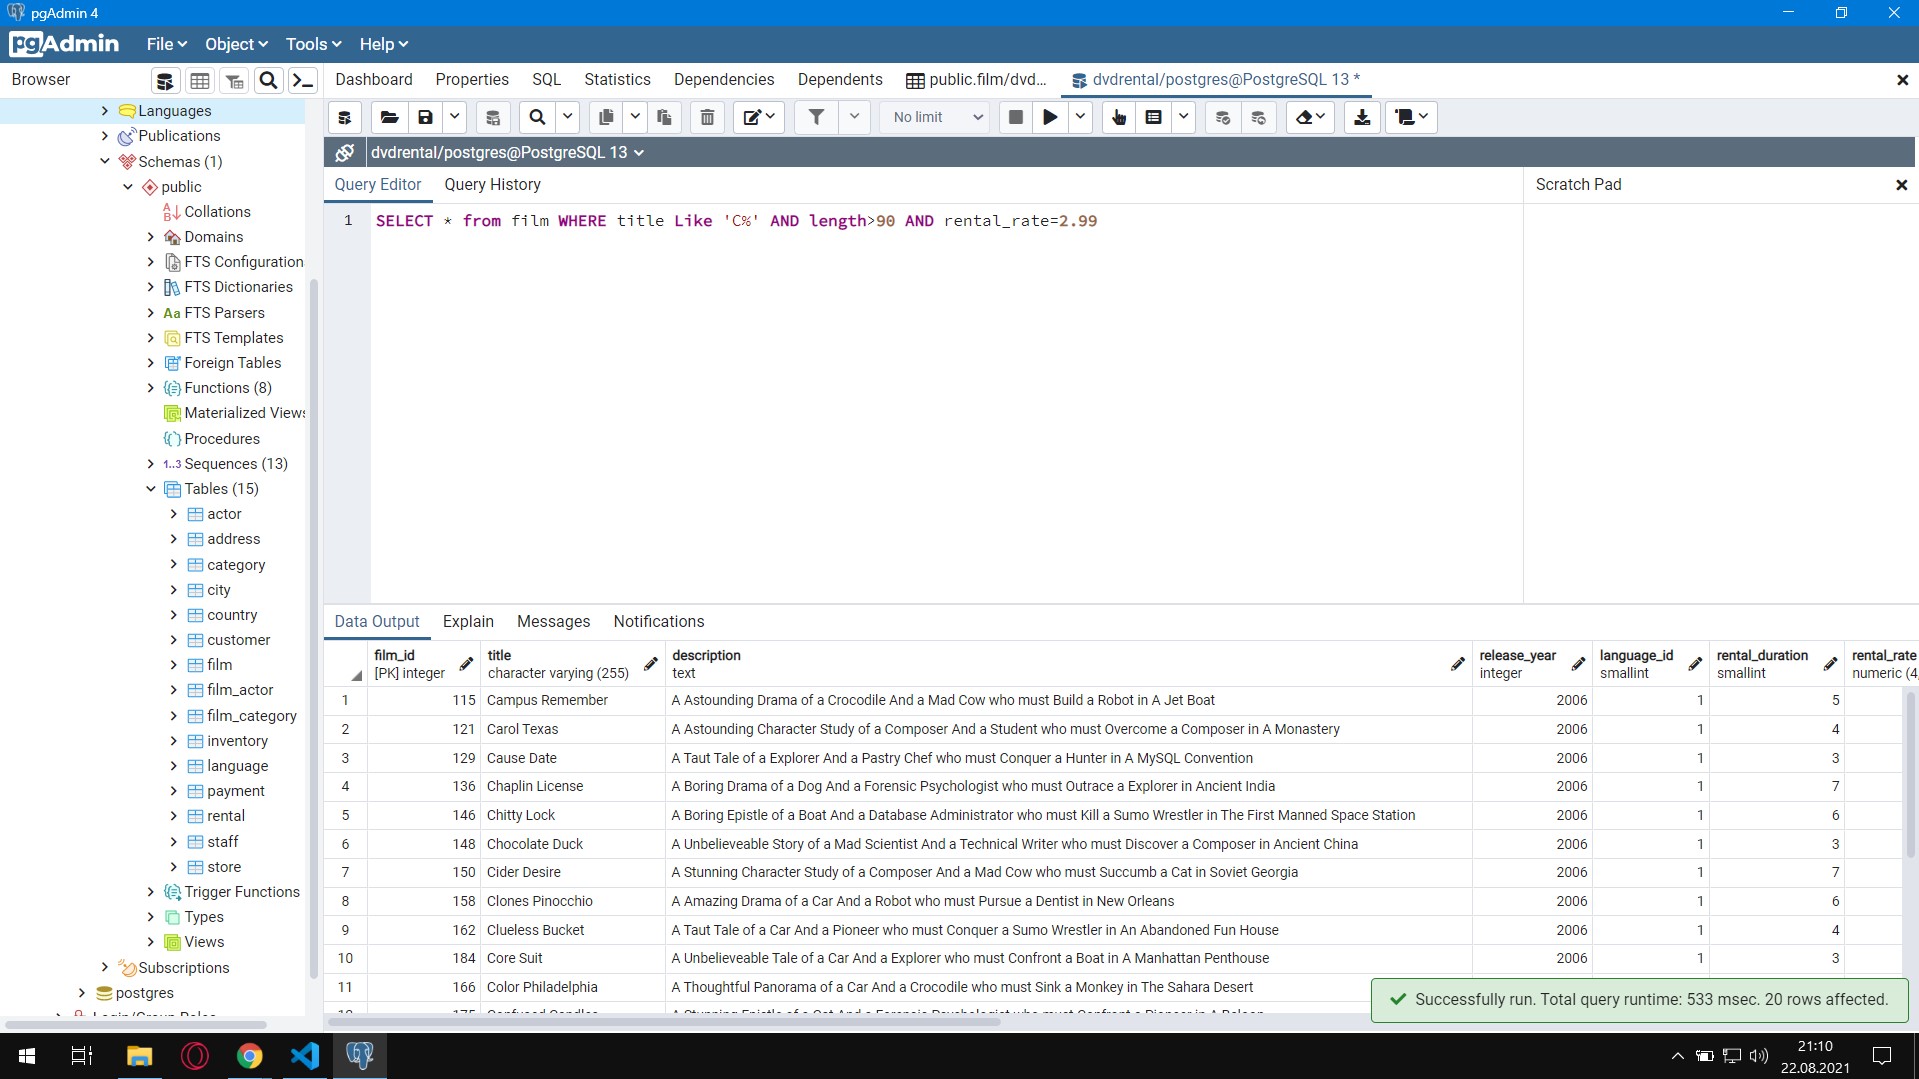 pgAdmin 4
pgAdmin File Object Tools Help
Browser
Dashboard Properties SQL Statistics Dependencies Dependents public.film/dvd... dvdrental/postgres@PostgreSQL 13 *
No limit
dvdrental/postgres@PostgreSQL 13
Query Editor Query History
Scratch Pad
1 SELECT * from film WHERE title Like 'C%' AND length>90 AND rental_rate=2.99
Languages
Publications
Schemas (1)
public
Collations
Domains
FTS Configuration
FTS Dictionaries
Aa FTS Parsers
FTS Templates
Foreign Tables
Functions (8)
Materialized Views
Procedures
1..3 Sequences (13)
Tables (15)
actor
address
category
city
country
customer
film
film_actor
film_category
inventory
language
payment
rental
staff
store
Trigger Functions
Types
Views
Subscriptions
postgres
Data Output Explain Messages Notifications
film_id title description release_year language_id rental_duration rental_rate
[PK] integer character varying (255) text integer smallint smallint numeric (4,
1 115 Campus Remember A Astounding Drama of a Crocodile And a Mad Cow who must Build a Robot in A Jet Boat 2006 1 5
2 121 Carol Texas A Astounding Character Study of a Composer And a Student who must Overcome a Composer in A Monastery 2006 1 4
3 129 Cause Date A Taut Tale of a Explorer And a Pastry Chef who must Conquer a Hunter in A MySQL Convention 2006 1 3
4 136 Chaplin License A Boring Drama of a Dog And a Forensic Psychologist who must Outrace a Explorer in Ancient India 2006 1 7
5 146 Chitty Lock A Boring Epistle of a Boat And a Database Administrator who must Kill a Sumo Wrestler in The First Manned Space Station 2006 1 6
6 148 Chocolate Duck A Unbelieveable Story of a Mad Scientist And a Technical Writer who must Discover a Composer in Ancient China 2006 1 3
7 150 Cider Desire A Stunning Character Study of a Composer And a Mad Cow who must Succumb a Cat in Soviet Georgia 2006 1 7
8 158 Clones Pinocchio A Amazing Drama of a Car And a Robot who must Pursue a Dentist in New Orleans 2006 1 6
9 162 Clueless Bucket A Taut Tale of a Car And a Pioneer who must Conquer a Sumo Wrestler in An Abandoned Fun House 2006 1 4
10 184 Core Suit A Unbelieveable Tale of a Car And a Explorer who must Confront a Boat in A Manhattan Penthouse 2006 1 3
11 166 Color Philadelphia A Thoughtful Panorama of a Car And a Crocodile who must Sink a Monkey in The Sahara Desert
Successfully run. Total query runtime: 533 msec. 20 rows affected.
21:10
22.08.2021